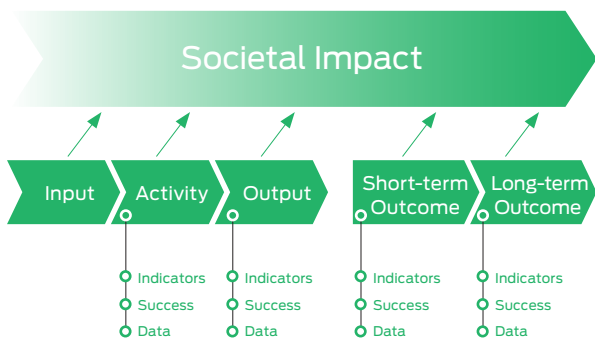 Societal Impact
Input
Activity
Output
Short-term
Outcome
Long-term
Outcome
Indicators
Success
Data
Indicators
Success
Data
Indicators
Success
Data
Indicators
Success
Data